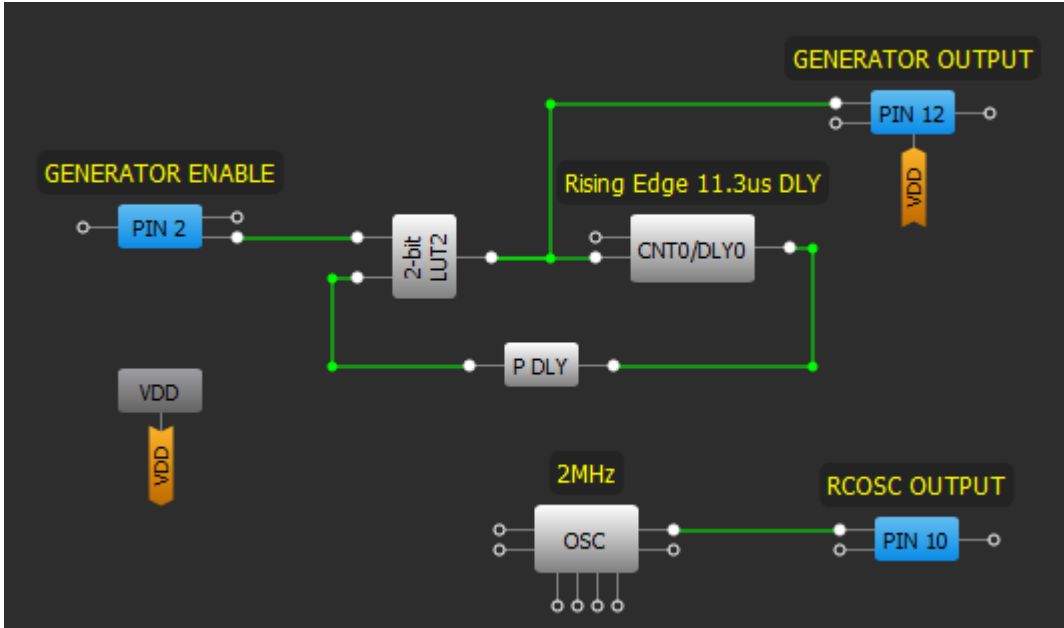 GENERATOR OUTPUT
PIN 12
VDD
GENERATOR ENABLE
PIN 2
Rising Edge 11.3us DLY
2-bit
LUT2
CNT0/DLY0
P DLY
VDD
VDD
2MHz
OSC
RCOSC OUTPUT
PIN 10